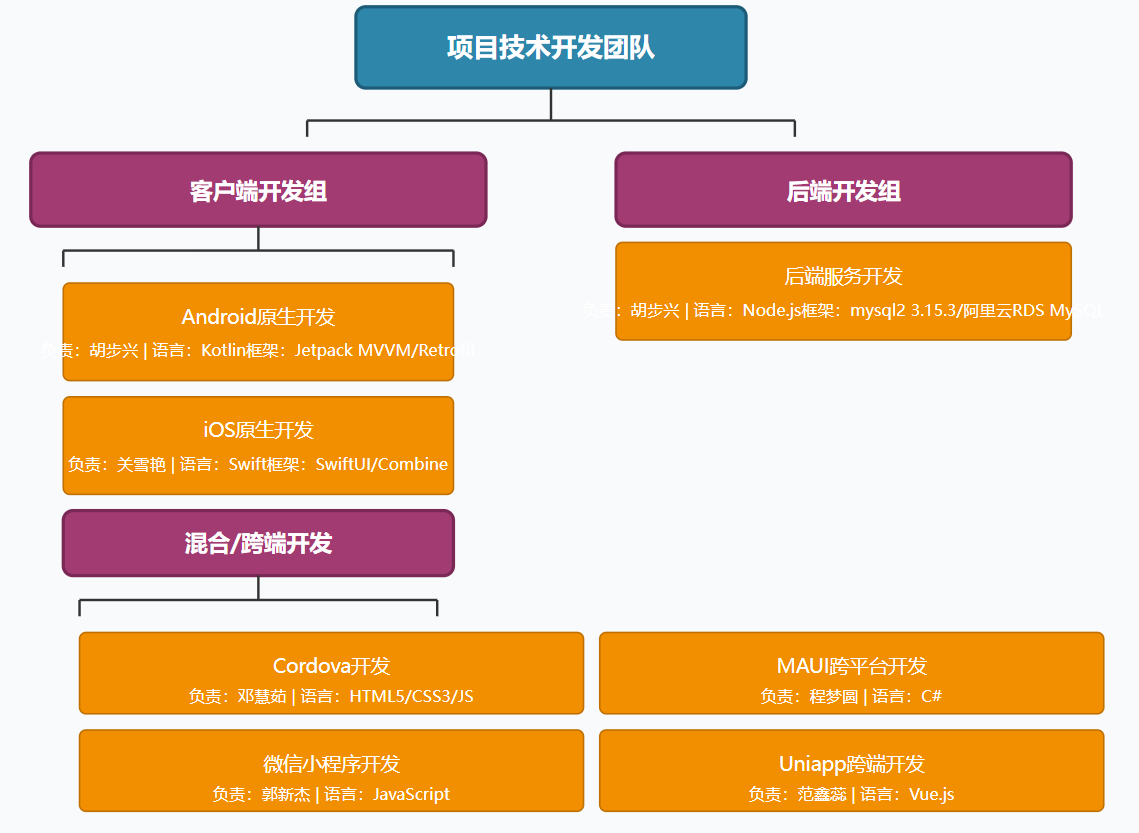 项目技术开发团队
客户端开发组
后端开发组
后端服务开发
负责：胡步兴 | 语言：Node.js框架：mysql2 3.15.3/阿里云RDS MySQL
Android原生开发
负责：胡步兴 | 语言：Kotlin框架：Jetpack MVVM/Retrofit
iOS原生开发
负责：关雪艳 | 语言：Swift框架：SwiftUI/Combine
混合/跨端开发
Cordova开发
负责：邓慧茹 | 语言：HTML5/CSS3/JS
MAUI跨平台开发
负责：程梦圆 | 语言：C#
微信小程序开发
负责：郭新杰 | 语言：JavaScript
Uniapp跨端开发
负责：范鑫蕊 | 语言：Vue.js